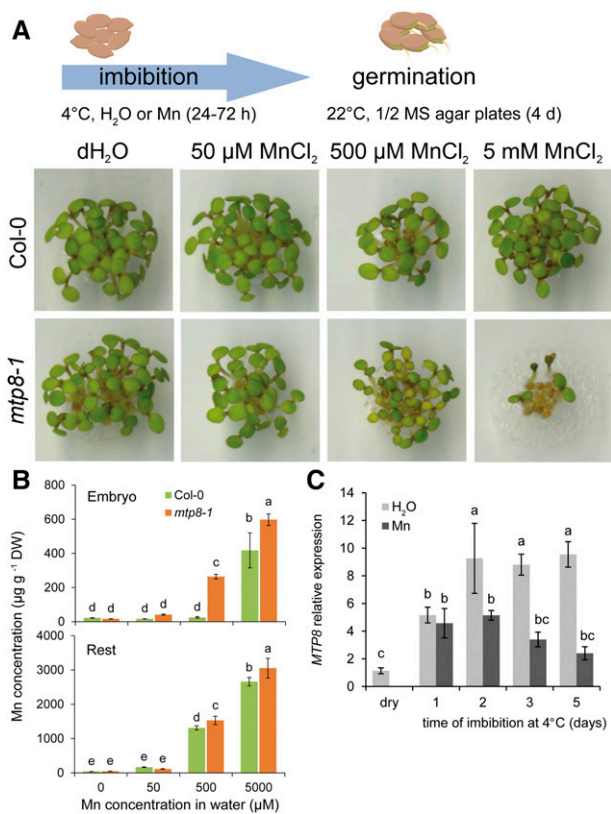 A
imbibition
germination
4°C, H₂O or Mn (24-72 h)
22°C, 1/2 MS agar plates (4 d)
dH₂O
50 µM MnCl₂
500 µM MnCl₂
5 mM MnCl₂
Col-0
mtp8-1
B
Mn concentration (µg g⁻¹ DW)
Embryo
Col-0
mtp8-1
800
600
400
200
0
d d d d d c b a
Rest
4000
3000
2000
1000
0
e e e e d c b a
0 50 500 5000
Mn concentration in water (µM)
C
MTP8 relative expression
H₂O
Mn
14
12
10
8
6
4
2
0
c b b a b a bc a bc
dry 1 2 3 5
time of imbibition at 4°C (days)